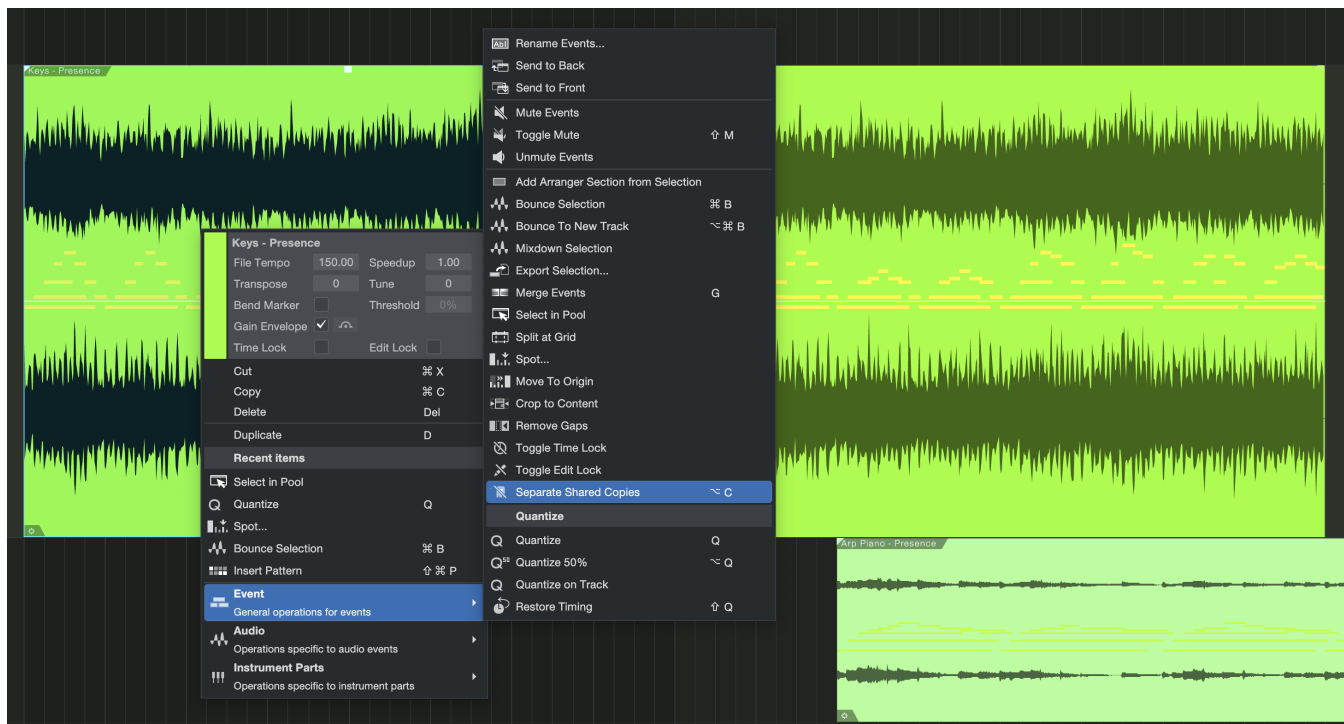 Keys - Presence
Keys - Presence
File Tempo 150.00 Speedup 1.00
Transpose 0 Tune 0
Bend Marker Threshold 0%
Gain Envelope
Time Lock Edit Lock
Cut ⌘ X
Copy ⌘ C
Delete Del
Duplicate D
Recent items
Select in Pool
Quantize Q
Spot...
Bounce Selection ⌘ B
Insert Pattern ⇧ ⌘ P
Event
General operations for events
Audio
Operations specific to audio events
Instrument Parts
Operations specific to instrument parts
Rename Events...
Send to Back
Send to Front
Mute Events
Toggle Mute ⇧ M
Unmute Events
Add Arranger Section from Selection
Bounce Selection ⌘ B
Bounce To New Track ⌥⌘ B
Mixdown Selection
Export Selection...
Merge Events G
Select in Pool
Split at Grid
Spot...
Move To Origin
Crop to Content
Remove Gaps
Toggle Time Lock
Toggle Edit Lock
Separate Shared Copies ⌥ C
Quantize
Quantize Q
Quantize 50% ⌥ Q
Quantize on Track
Restore Timing ⇧ Q
Arp Piano - Presence